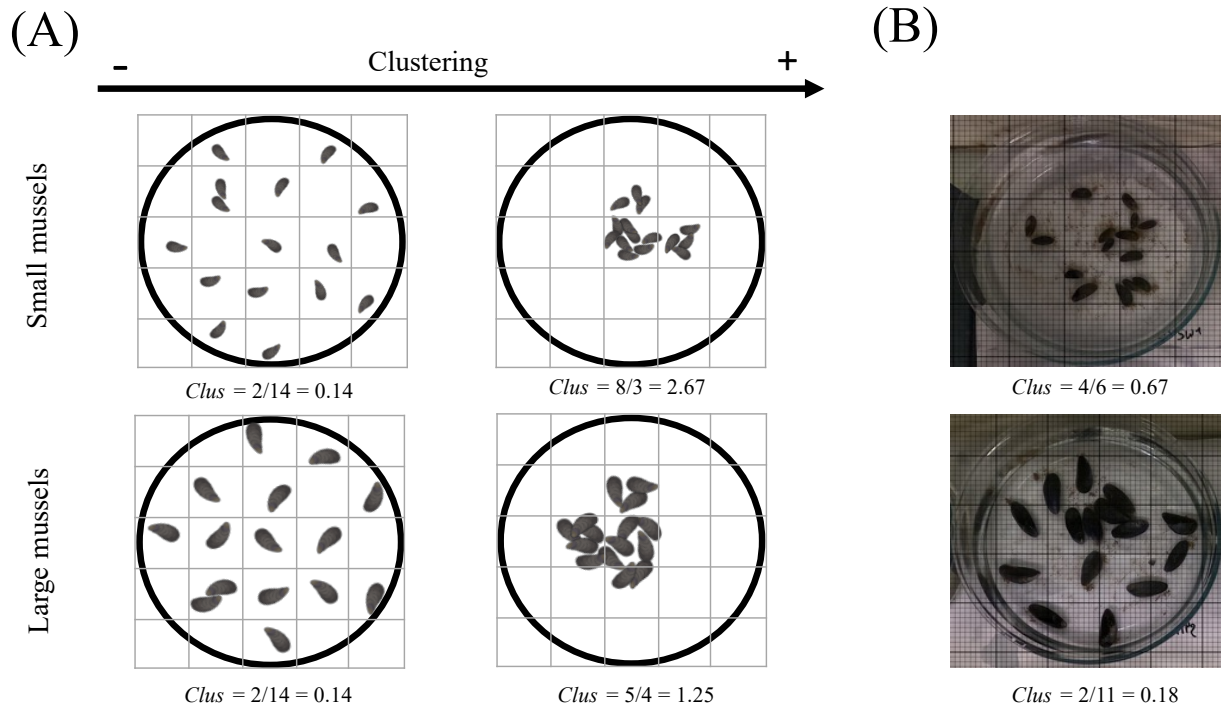 (A)
(B)
- Clustering +
Small mussels
Clus = 2/14 = 0.14
Clus = 8/3 = 2.67
Clus = 4/6 = 0.67
Large mussels
Clus = 2/14 = 0.14
Clus = 5/4 = 1.25
Clus = 2/11 = 0.18